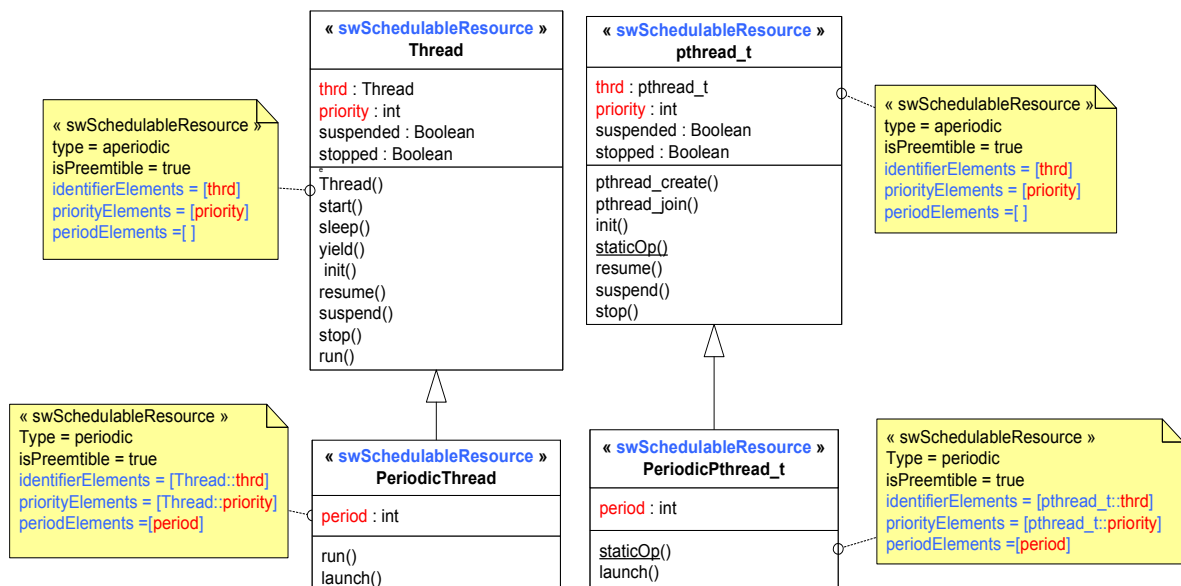 « swSchedulableResource »
Thread
thrd : Thread
priority : int
suspended : Boolean
stopped : Boolean
e
Thread()
start()
sleep()
yield()
init()
resume()
suspend()
stop()
run()
« swSchedulableResource »
pthread_t
thrd : pthread_t
priority : int
suspended : Boolean
stopped : Boolean
pthread_create()
pthread_join()
init()
staticOp()
resume()
suspend()
stop()
« swSchedulableResource »
type = aperiodic
isPreemtible = true
identifierElements = [thrd]
priorityElements = [priority]
periodElements =[ ]
« swSchedulableResource »
type = aperiodic
isPreemtible = true
identifierElements = [thrd]
priorityElements = [priority]
periodElements =[ ]
« swSchedulableResource »
Type = periodic
isPreemtible = true
identifierElements = [Thread::thrd]
priorityElements = [Thread::priority]
periodElements =[period]
« swSchedulableResource »
PeriodicThread
period : int
run()
launch()
« swSchedulableResource »
PeriodicPthread_t
period : int
staticOp()
launch()
« swSchedulableResource »
Type = periodic
isPreemtible = true
identifierElements = [pthread_t::thrd]
priorityElements = [pthread_t::priority]
periodElements =[period]